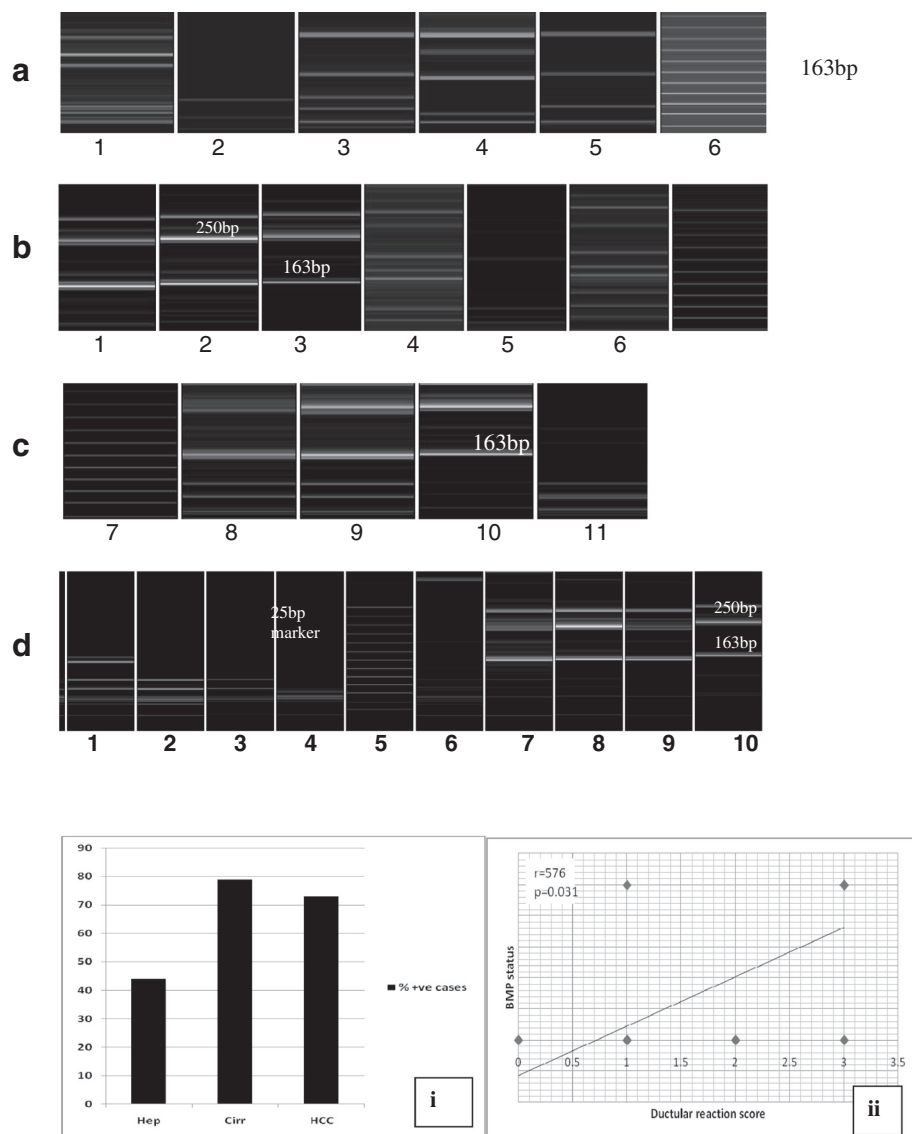 a
163bp
1 2 3 4 5 6
b
250bp
163bp
1 2 3 4 5 6
c
163bp
7 8 9 10 11
d
25bp
marker
250bp
163bp
1 2 3 4 5 6 7 8 9 10
90
80
70
60
50
40
30
20
10
0
Hep Cirr HCC
% +ve cases
i
r=576
p=0.031
BMP status
0 0.5 1 1.5 2 2.5 3 3.5
Ductular reaction score
ii